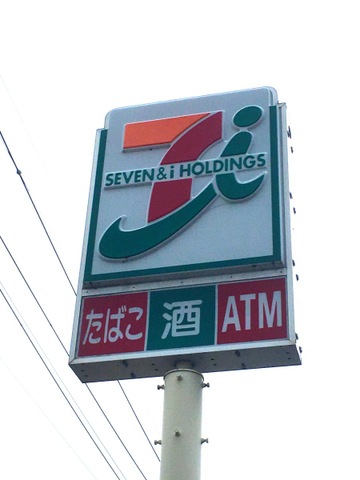 SEVEN & i HOLDINGS
たばこ 酒 ATM